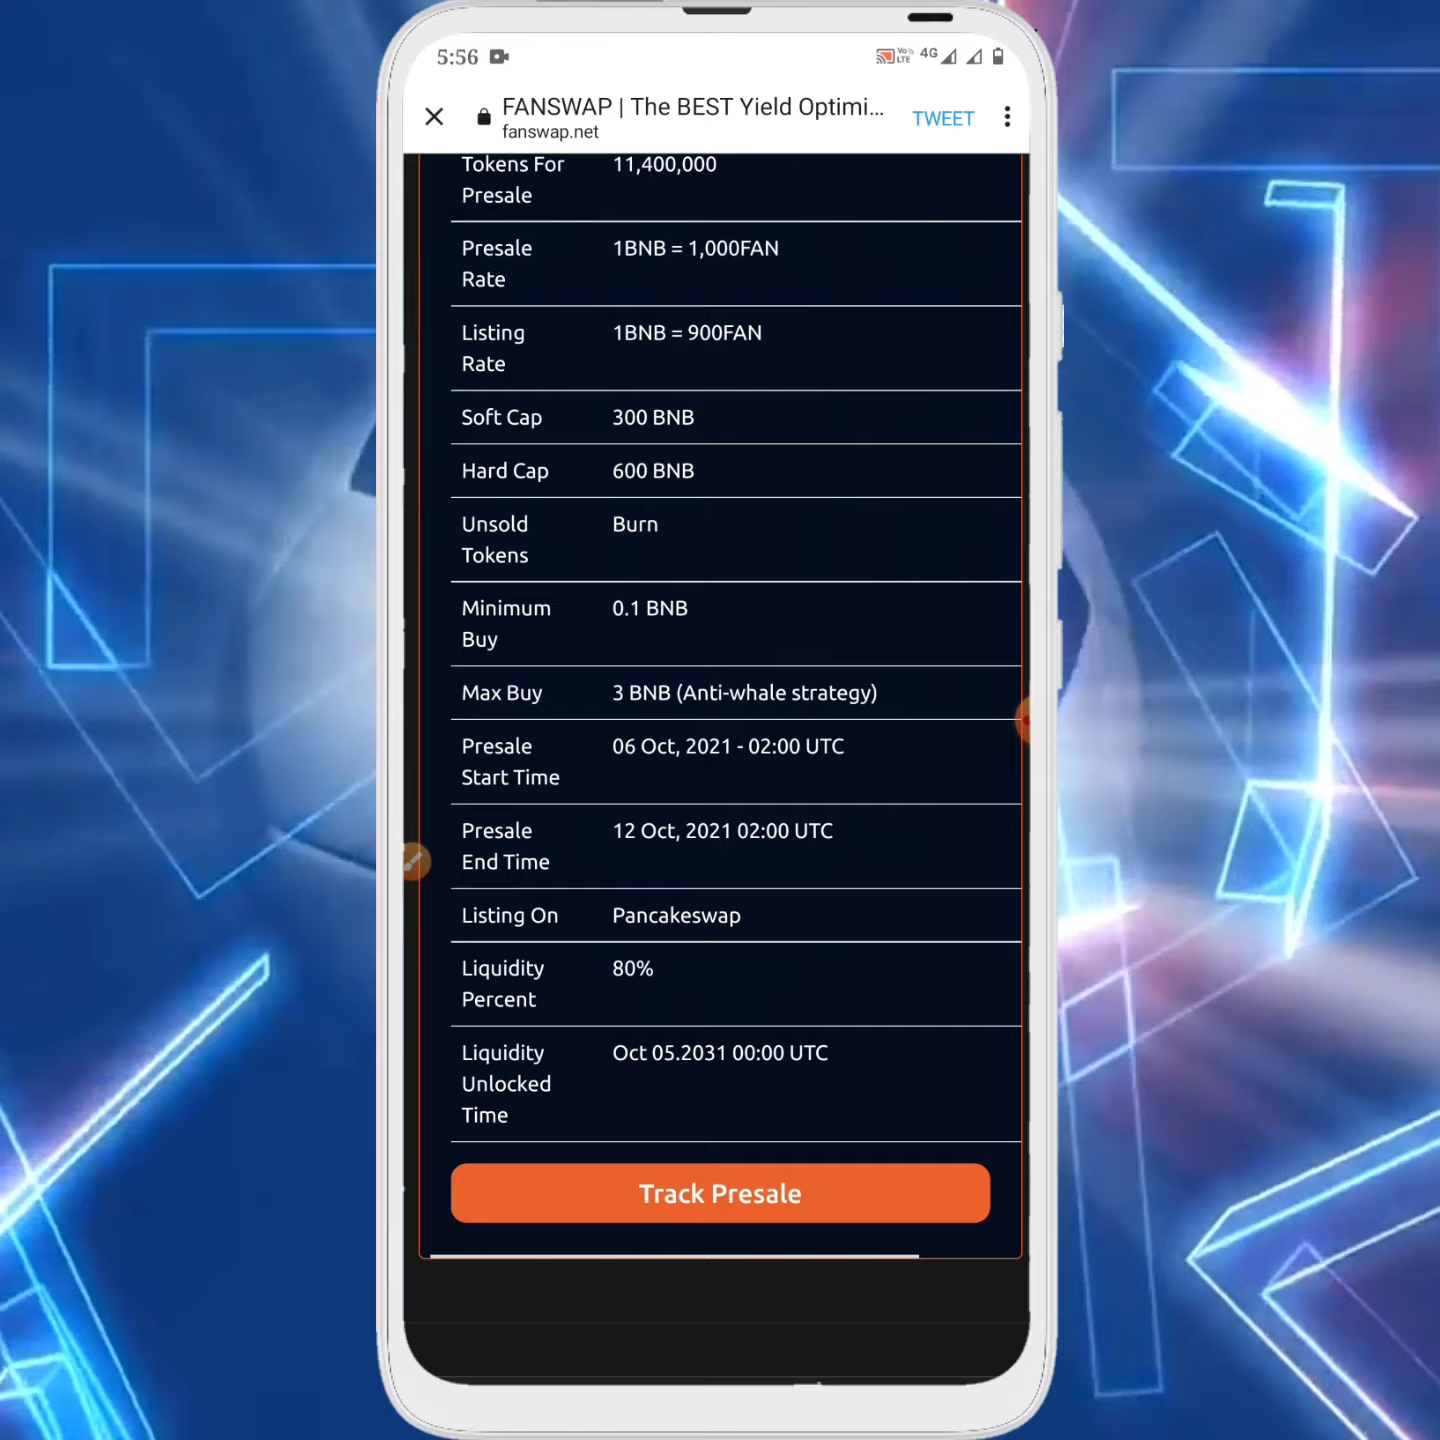 5:56
Vo
LTE
4G
FANSWAP | The BEST Yield Optimi...
fanswap.net
TWEET
Tokens For 11,400,000
Presale
Presale 1BNB = 1,000FAN
Rate
Listing 1BNB = 900FAN
Rate
Soft Cap 300 BNB
Hard Cap 600 BNB
Unsold Burn
Tokens
Minimum 0.1 BNB
Buy
Max Buy 3 BNB (Anti-whale strategy)
Presale 06 Oct, 2021 - 02:00 UTC
Start Time
Presale 12 Oct, 2021 02:00 UTC
End Time
Listing On Pancakeswap
Liquidity 80%
Percent
Liquidity Oct 05.2031 00:00 UTC
Unlocked
Time
Track Presale